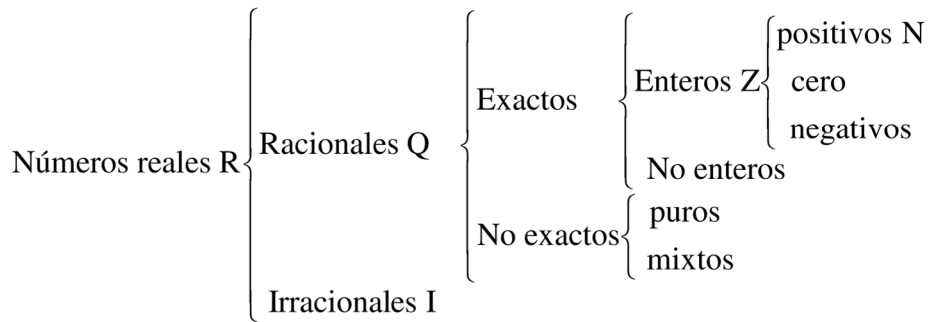 positivos N
Enteros Z
cero
Exactos
negativos
Racionales Q
Números reales R
No enteros
puros
No exactos
mixtos
Irracionales I